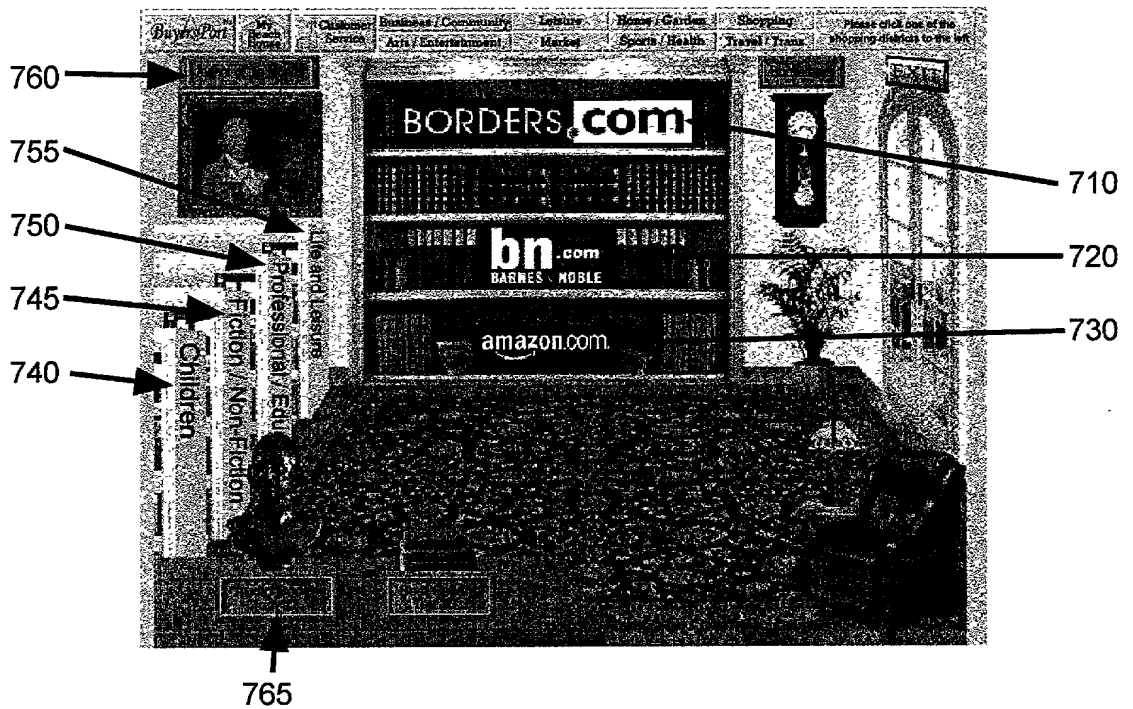 BuyersPort
My Beach House
Customer Service
Business / Community
Leisure
Home / Garden
Shopping
Please click one of the shopping districts to the left
Arts / Entertainment
Market
Sports / Health
Travel / Trans
EXIT
760
755
750
745
740
BORDERS.com
710
bn.com
BARNES & NOBLE
720
amazon.com.
730
Life and Leisure
Professional / Edu
Fiction / Non-Fiction
Children
765